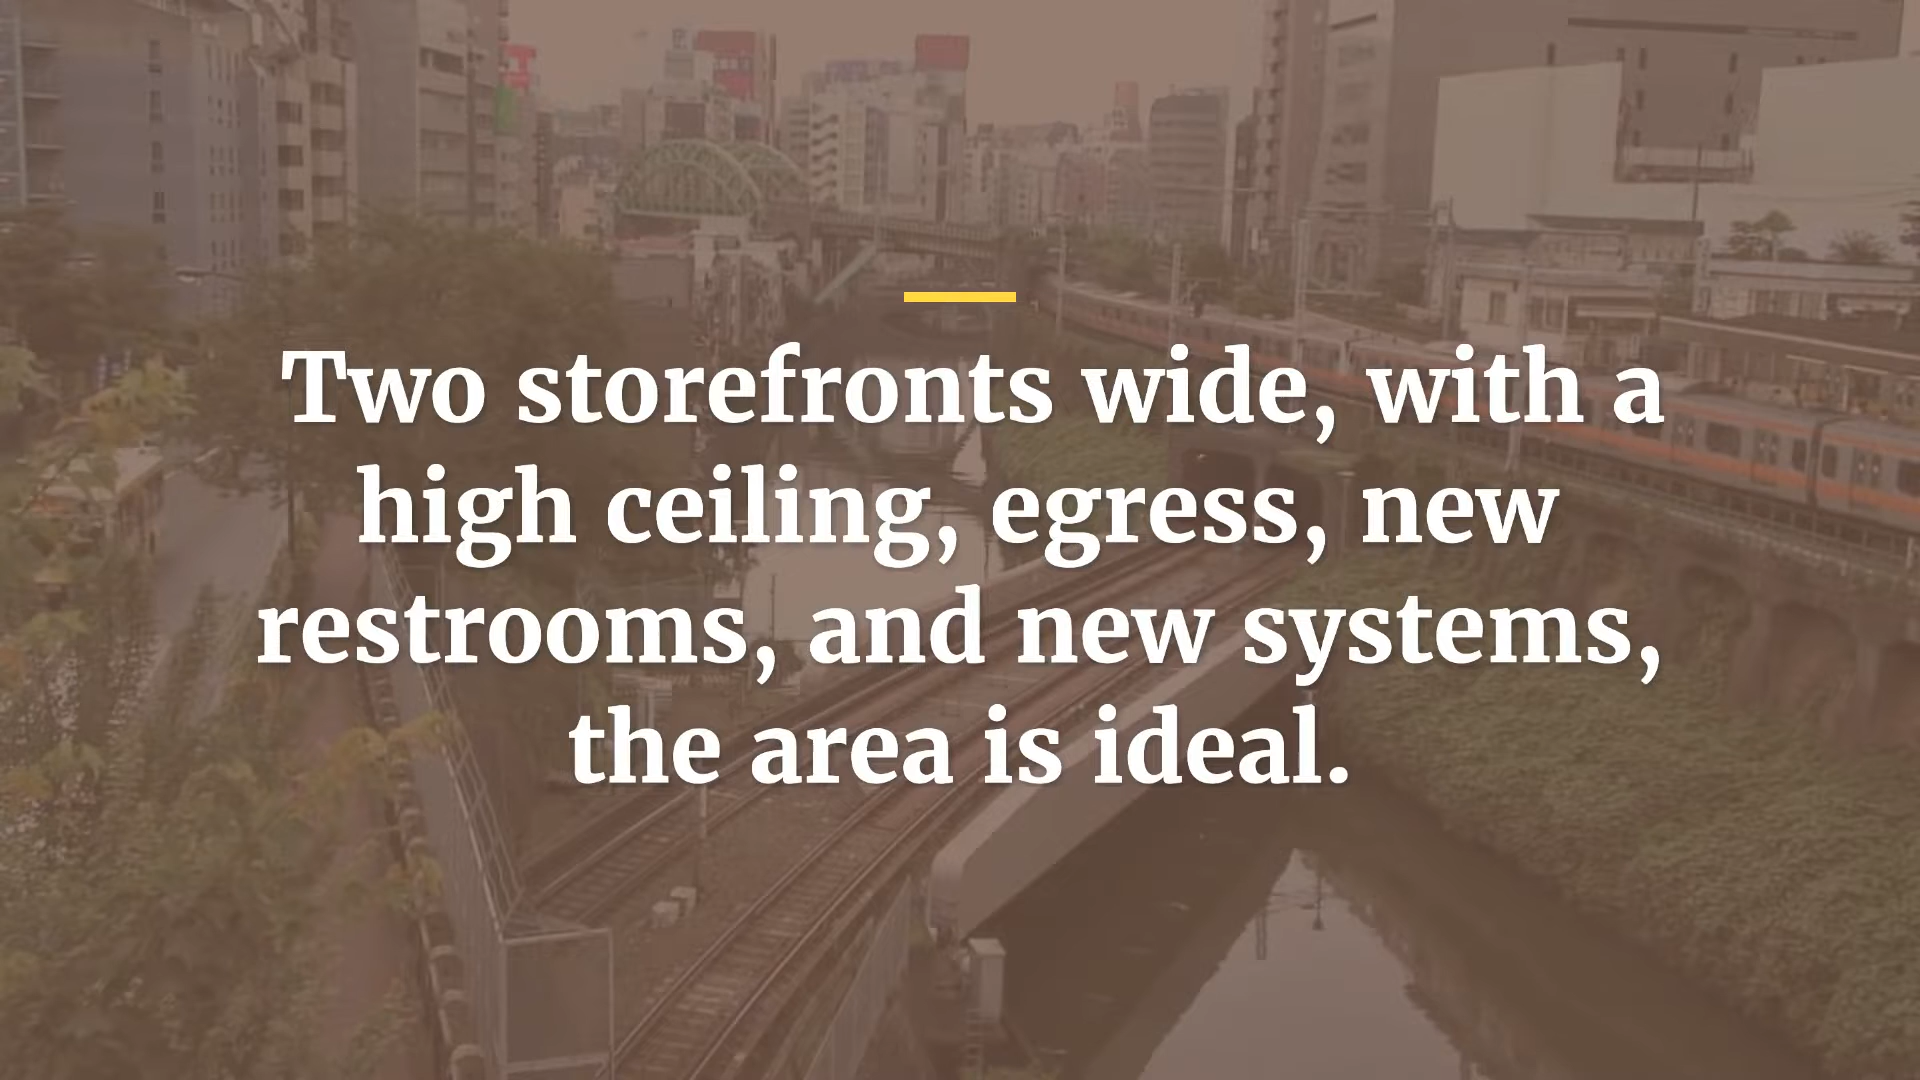 Two storefronts wide, with a
high ceiling, egress, new
restrooms, and new systems,
the area is ideal.